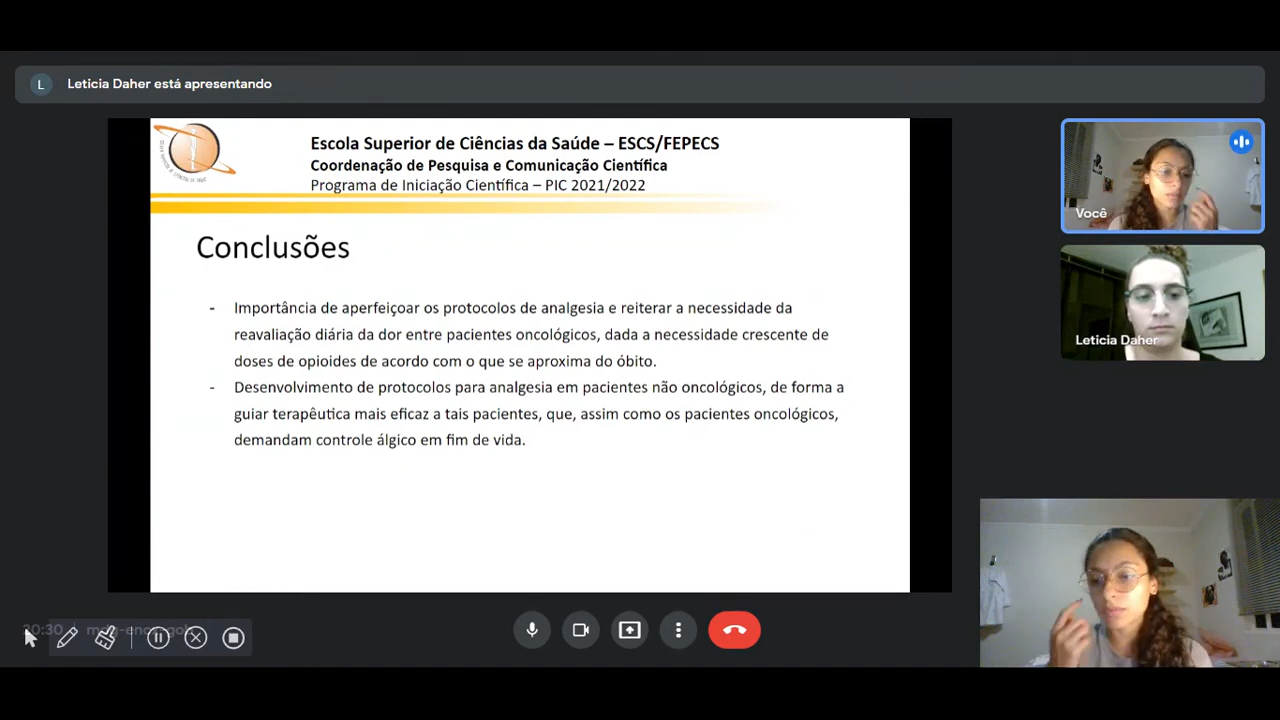 L Leticia Daher está apresentando
Escola Superior de Ciências da Saúde – ESCS/FEPECS
Coordenação de Pesquisa e Comunicação Científica
Programa de Iniciação Científica – PIC 2021/2022
Conclusões
- Importância de aperfeiçoar os protocolos de analgesia e reiterar a necessidade da
reavaliação diária da dor entre pacientes oncológicos, dada a necessidade crescente de
doses de opioides de acordo com o que se aproxima do óbito.
- Desenvolvimento de protocolos para analgesia em pacientes não oncológicos, de forma a
guiar terapêutica mais eficaz a tais pacientes, que, assim como os pacientes oncológicos,
demandam controle álgico em fim de vida.
Você
Leticia Daher
20:30